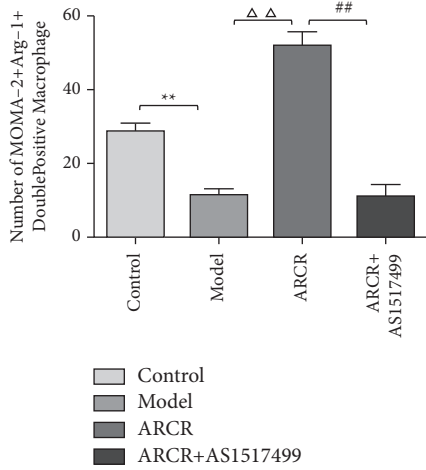 Number of MOMA–2+Arg–1+
DoublePositive Macrophage
60
40
20
0
**
△ △
##
Control
Model
ARCR
ARCR+
AS1517499
Control
Model
ARCR
ARCR+AS1517499